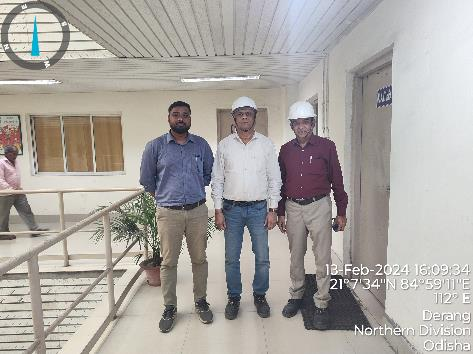 13-Feb-2024 16:09:34
21°7'34"N 84°59'11"E
112° E
Derang
Northern Division
Odisha